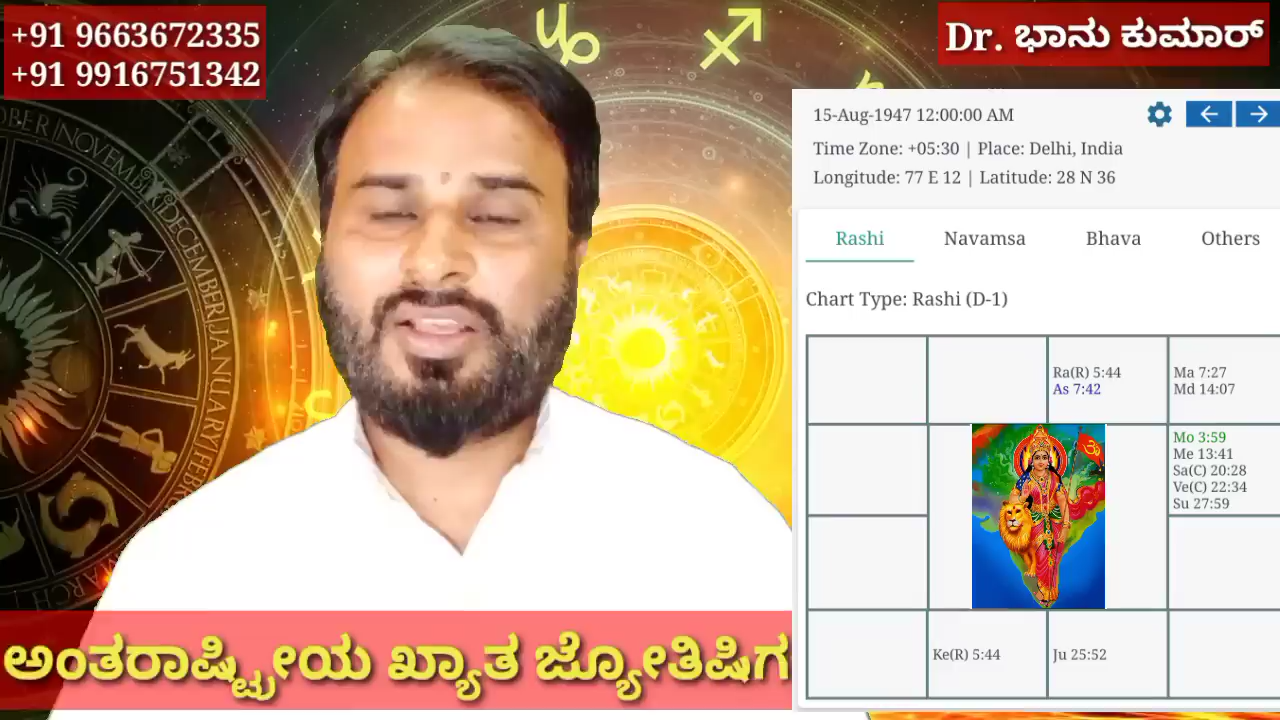 +91 9663672335
+91 9916751342
Dr. ಭಾನು ಕುಮಾರ್
15-Aug-1947 12:00:00 AM
Time Zone: +05:30 | Place: Delhi, India
Longitude: 77 E 12 | Latitude: 28 N 36
Rashi Navamsa Bhava Others
Chart Type: Rashi (D-1)
Ra(R) 5:44
As 7:42
Ma 7:27
Md 14:07
Mo 3:59
Me 13:41
Sa(C) 20:28
Ve(C) 22:34
Su 27:59
Ke(R) 5:44
Ju 25:52
NOVEMBER
DECEMBER
JANUARY
ಅಂತರಾಷ್ಟ್ರೀಯ ಖ್ಯಾತ ಜ್ಯೋತಿಷಿಗ